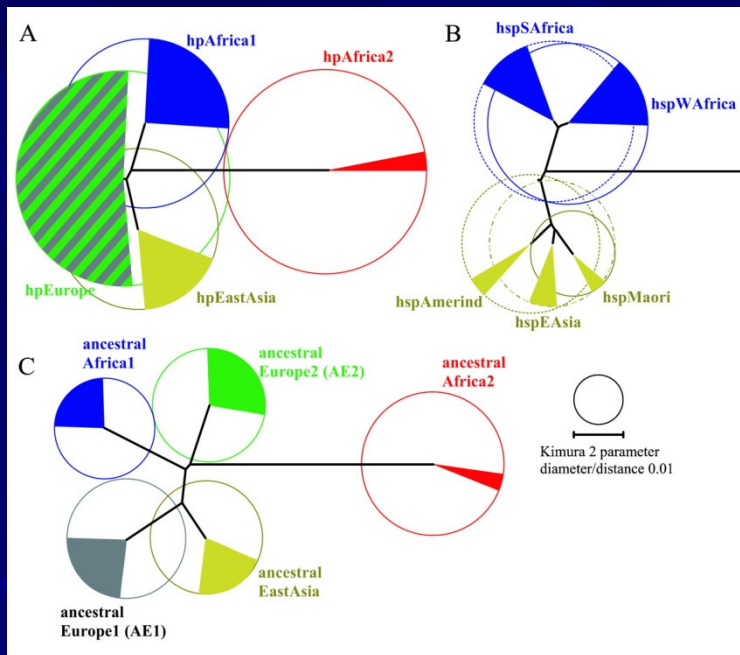 A
hpAfrica1
hpAfrica2
hpEurope
hpEastAsia
B
hspSAfrica
hspWAfrica
hspAmerind
hspEAsia
hspMaori
C
ancestral
Africa1
ancestral
Europe2 (AE2)
ancestral
Africa2
ancestral
Europe1 (AE1)
ancestral
EastAsia
Kimura 2 parameter
diameter/distance 0.01